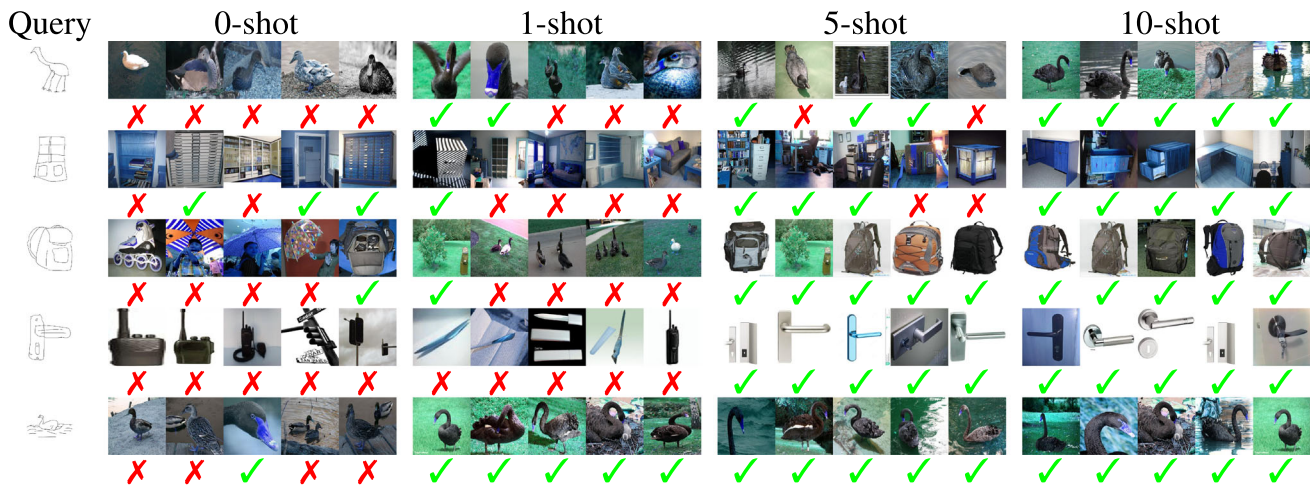 Query 0-shot 1-shot 5-shot 10-shot
✗ ✗ ✗ ✗ ✗ ✓ ✓ ✗ ✗ ✗ ✓ ✗ ✓ ✓ ✗ ✓ ✓ ✓ ✓ ✓
✗ ✓ ✗ ✓ ✓ ✓ ✗ ✗ ✗ ✗ ✓ ✓ ✓ ✗ ✗ ✓ ✓ ✓ ✓ ✓
✗ ✗ ✗ ✗ ✓ ✓ ✗ ✗ ✗ ✗ ✓ ✓ ✓ ✓ ✓ ✓ ✓ ✓ ✓ ✓
✗ ✗ ✗ ✗ ✗ ✗ ✗ ✗ ✗ ✗ ✓ ✓ ✓ ✓ ✓ ✓ ✓ ✓ ✓ ✓
✗ ✗ ✓ ✗ ✗ ✓ ✓ ✓ ✓ ✓ ✓ ✓ ✓ ✓ ✓ ✓ ✓ ✓ ✓ ✓